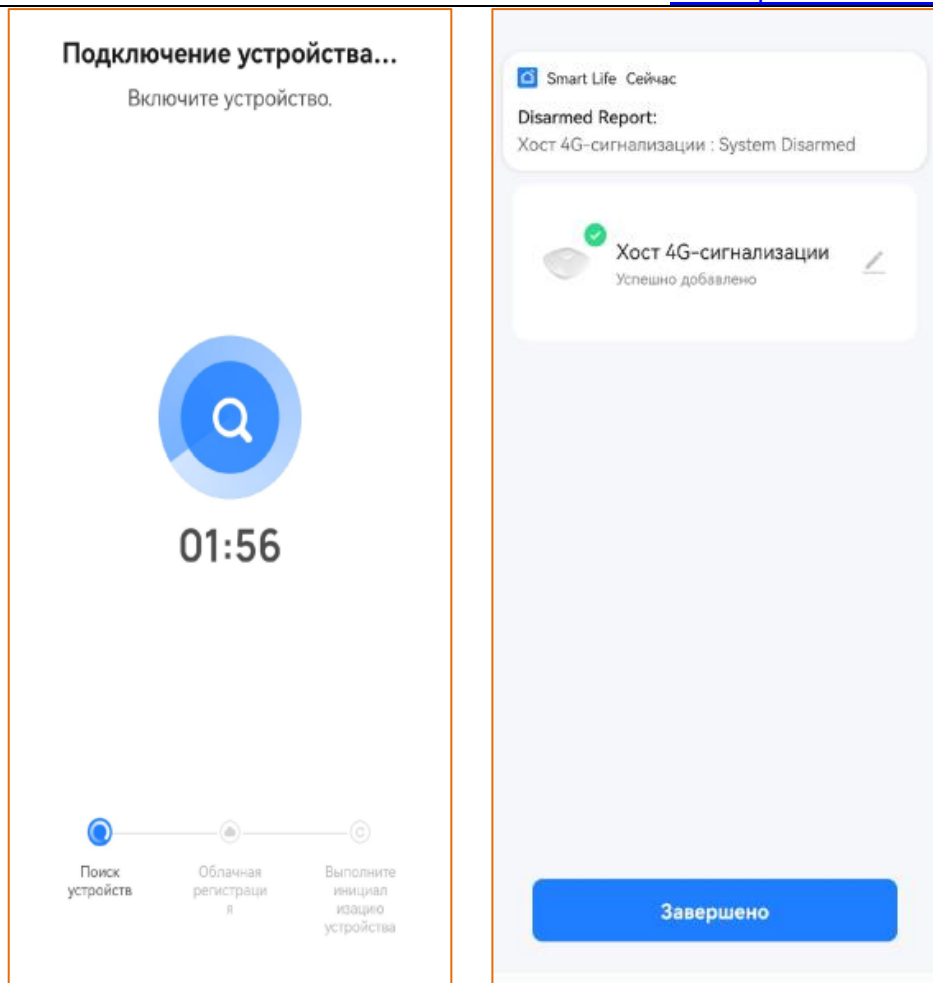 Подключение устройства...
Включите устройство.
01:56
Поиск
устройств
Облачная
регистраци
я
Выполните
инициал
изацию
устройства
Smart Life Сейчас
Disarmed Report:
Хост 4G-сигнализации : System Disarmed
Хост 4G-сигнализации
Успешно добавлено
Завершено